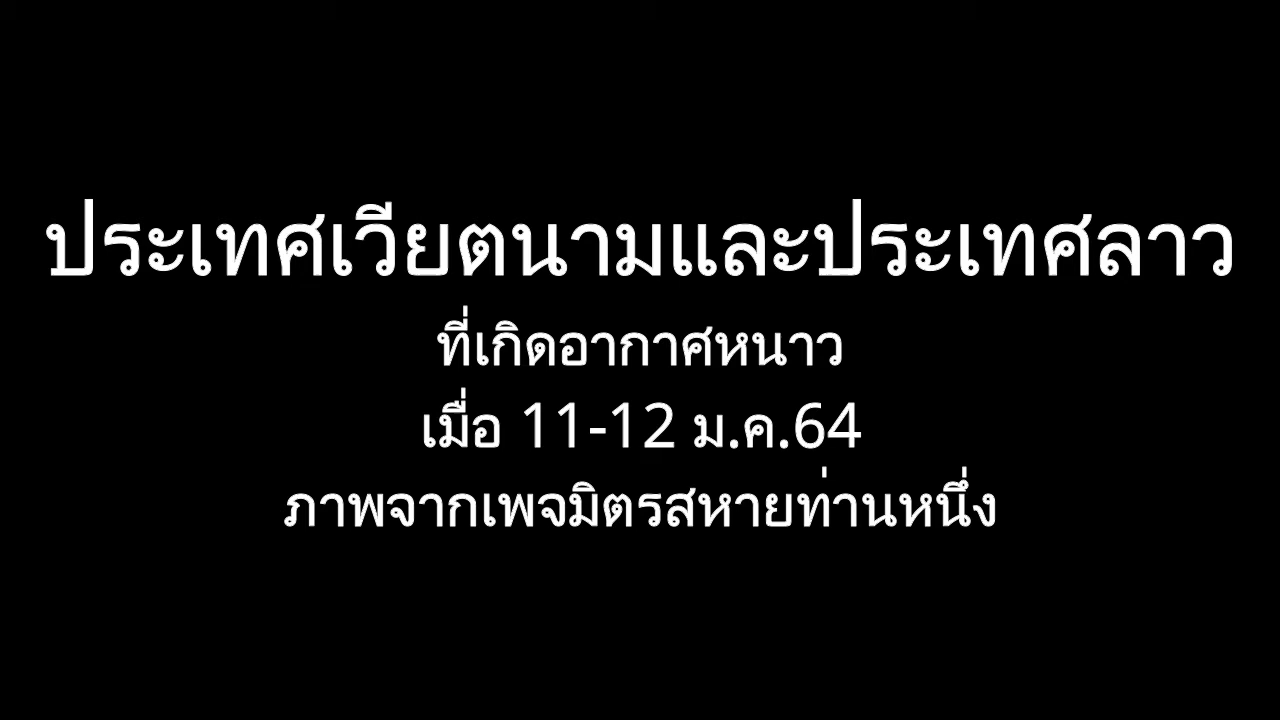 ประเทศเวียตนามและประเทศลาว
ที่เกิดอากาศหนาว
เมื่อ 11-12 ม.ค.64
ภาพจากเพจมิตรสหายท่านหนึ่ง